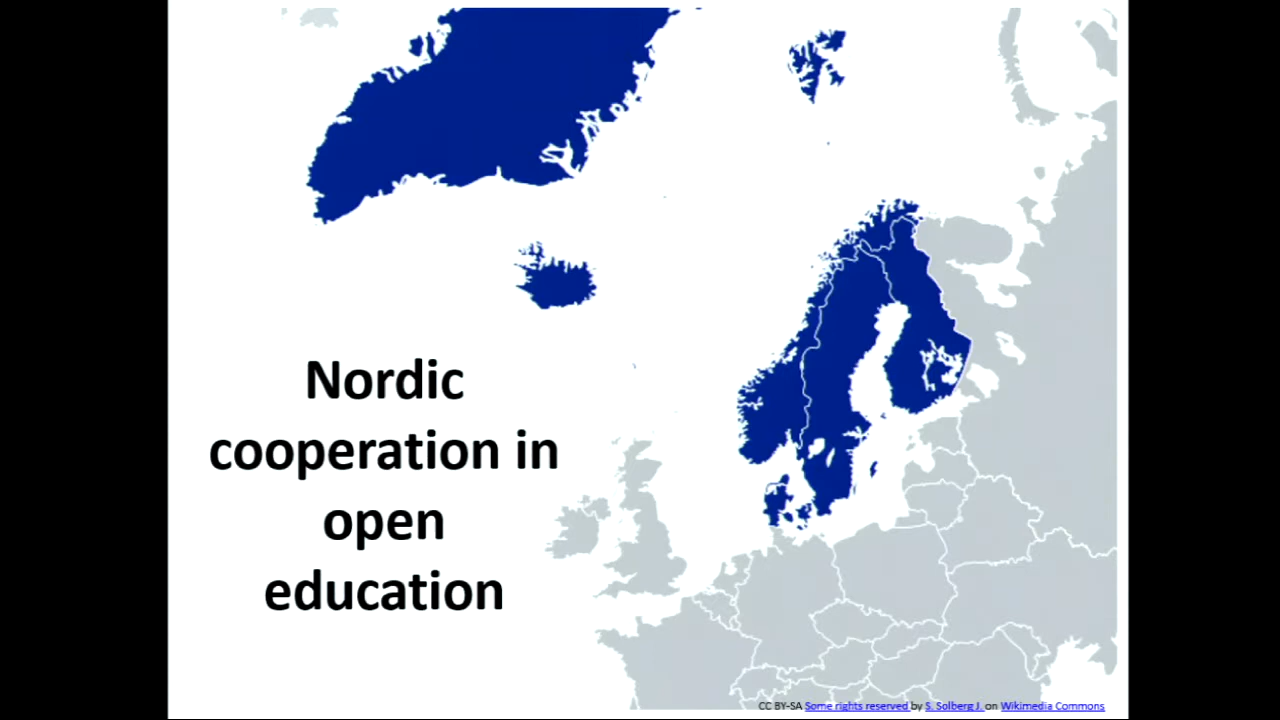 Nordic
cooperation in
open
education
CC BY-SA Some rights reserved by S. Solberg J. on Wikimedia Commons